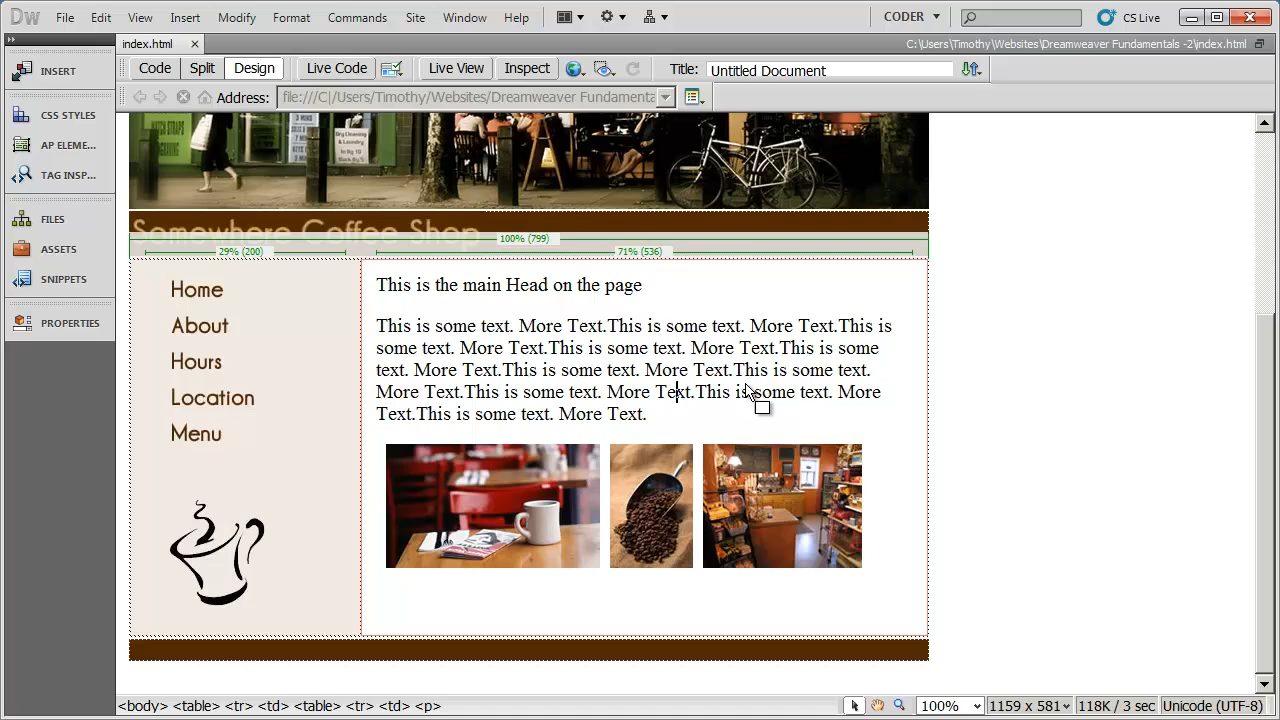 Dw File Edit View Insert Modify Format Commands Site Window Help CODER CS Live
index.html × C:\Users\Timothy\Websites\Dreamweaver Fundamentals -2\index.html
INSERT
Code Split Design Live Code Live View Inspect Title: Untitled Document
Address: file:///C|/Users/Timothy/Websites/Dreamweaver Fundamenta
CSS STYLES
AP ELEME...
TAG INSP...
FILES
ASSETS
SNIPPETS
PROPERTIES
MATCH STRAPS
Dry Cleaning
Somewhere Coffee Shop
100% (799)
29% (200) 71% (536)
Home
About
Hours
Location
Menu
This is the main Head on the page
This is some text. More Text.This is some text. More Text.This is
some text. More Text.This is some text. More Text.This is some
text. More Text.This is some text. More Text.This is some text.
More Text.This is some text. More Text.This is some text. More
Text.This is some text. More Text.
<body> <table> <tr> <td> <table> <tr> <td> <p> 100% 1159 x 581 118K / 3 sec Unicode (UTF-8)